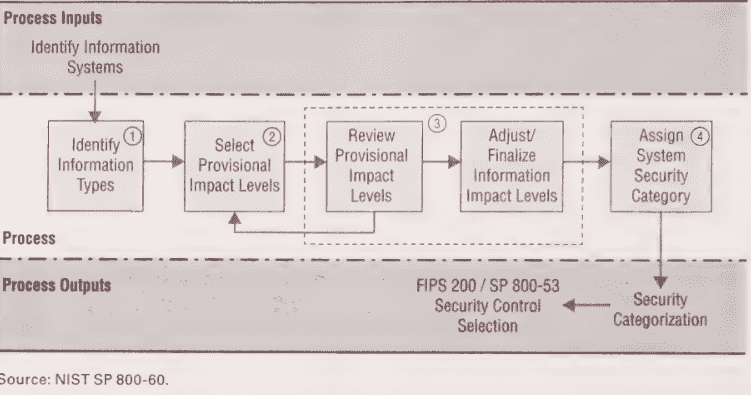 Process Inputs
Identify Information
Systems
1
Identify
Information
Types
2
Select
Provisional
Impact Levels
3
Review
Provisional
Impact
Levels
Adjust/
Finalize
Information
Impact Levels
4
Assign
System
Security
Category
Process
Process Outputs
FIPS 200 / SP 800-53
Security Control
Selection
Security
Categorization
Source: NIST SP 800-60.